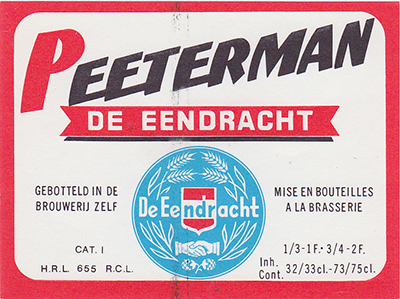 PEETERMAN
DE EENDRACHT
GEBOTTELD IN DE
BROUWERIJ ZELF
De Eendracht
MISE EN BOUTEILLES
A LA BRASSERIE
CAT. I
H.R.L. 655 R.C.L.
1/3-1F.-3/4-2F.
Inh.
Cont. 32/33cl.-73/75cl.